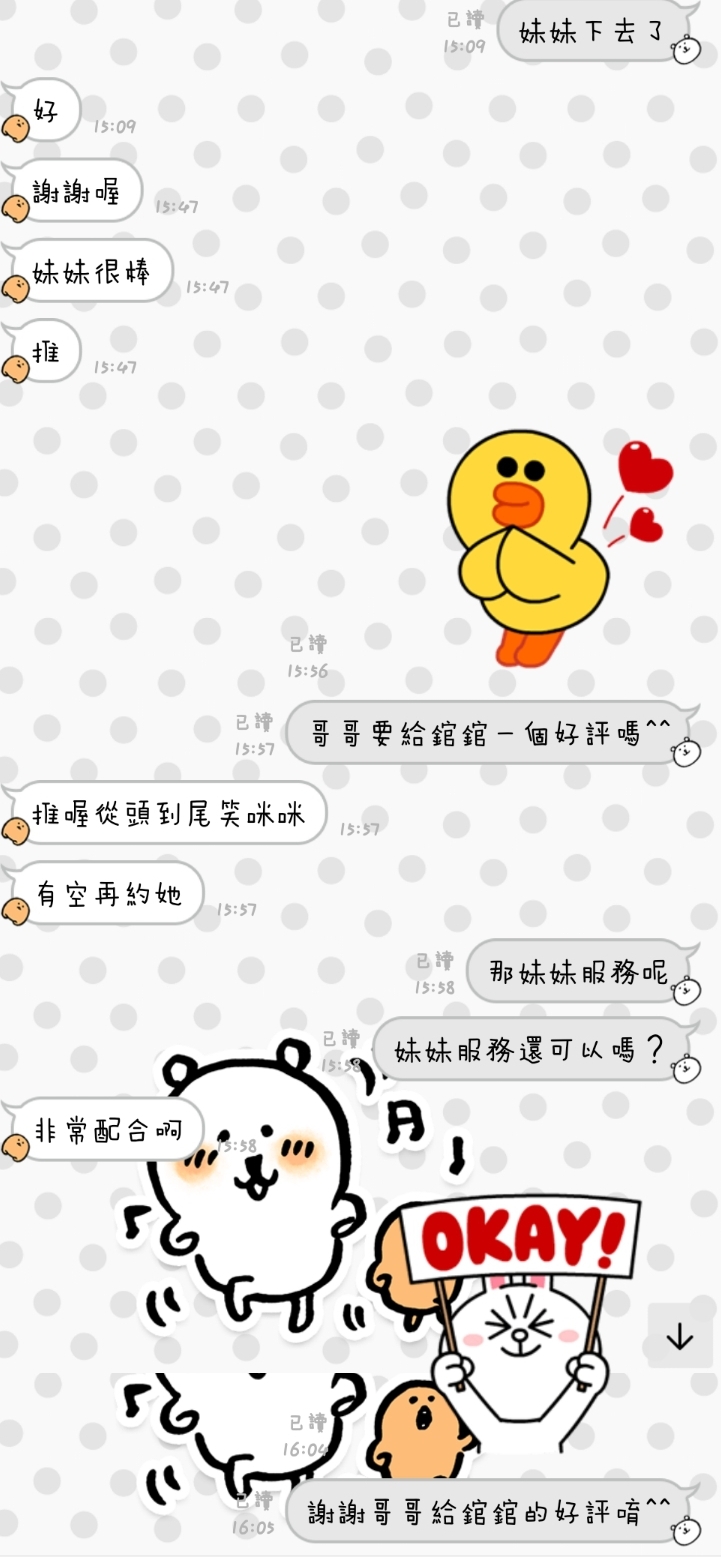 已讀
15:09
妹妹下去了
好
15:09
謝謝喔
15:47
妹妹很棒
15:47
推
15:47
已讀
15:56
已讀
15:57
哥哥要給錧錧一個好評嗎^^
推喔從頭到尾笑咪咪
15:57
有空再約她
15:57
已讀
15:58
那妹妹服務呢
已讀
15:58
妹妹服務還可以嗎？
非常配合啊
15:58
OKAY!
已讀
16:04
已讀
16:05
謝謝哥哥給錧錧的好評唷^^